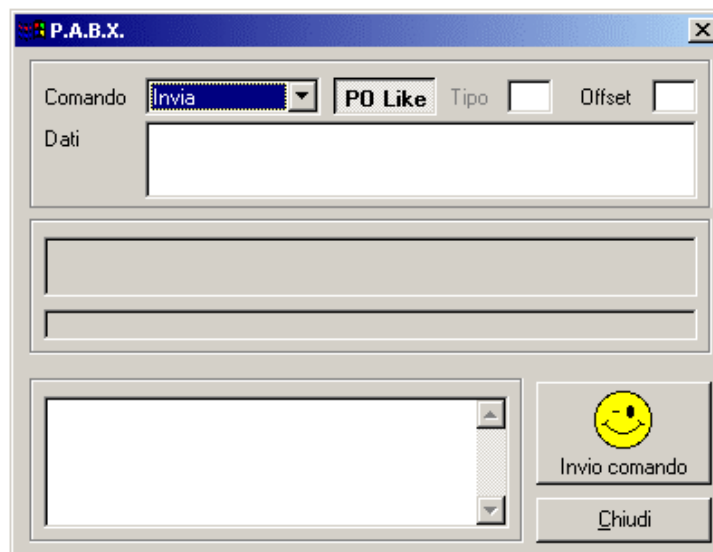 P.A.B.X.
Comando Invia PO Like Tipo Offset
Dati
Invio comando
Chiudi